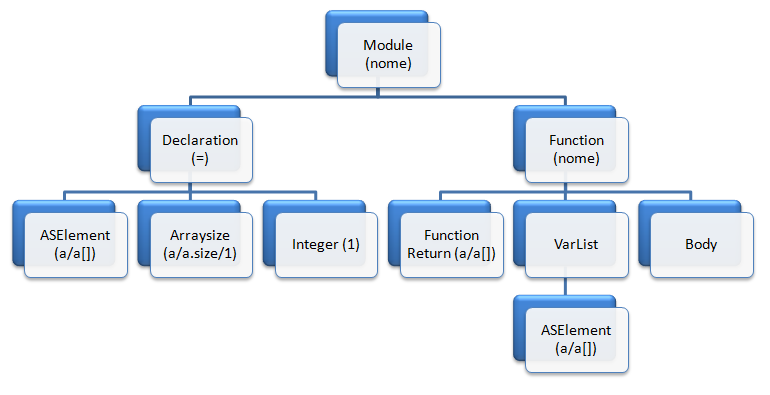 Module
(nome)
Declaration
(=)
Function
(nome)
ASElement
(a/a[])
Arraysize
(a/a.size/1)
Integer (1)
Function
Return (a/a[])
VarList
Body
ASElement
(a/a[])